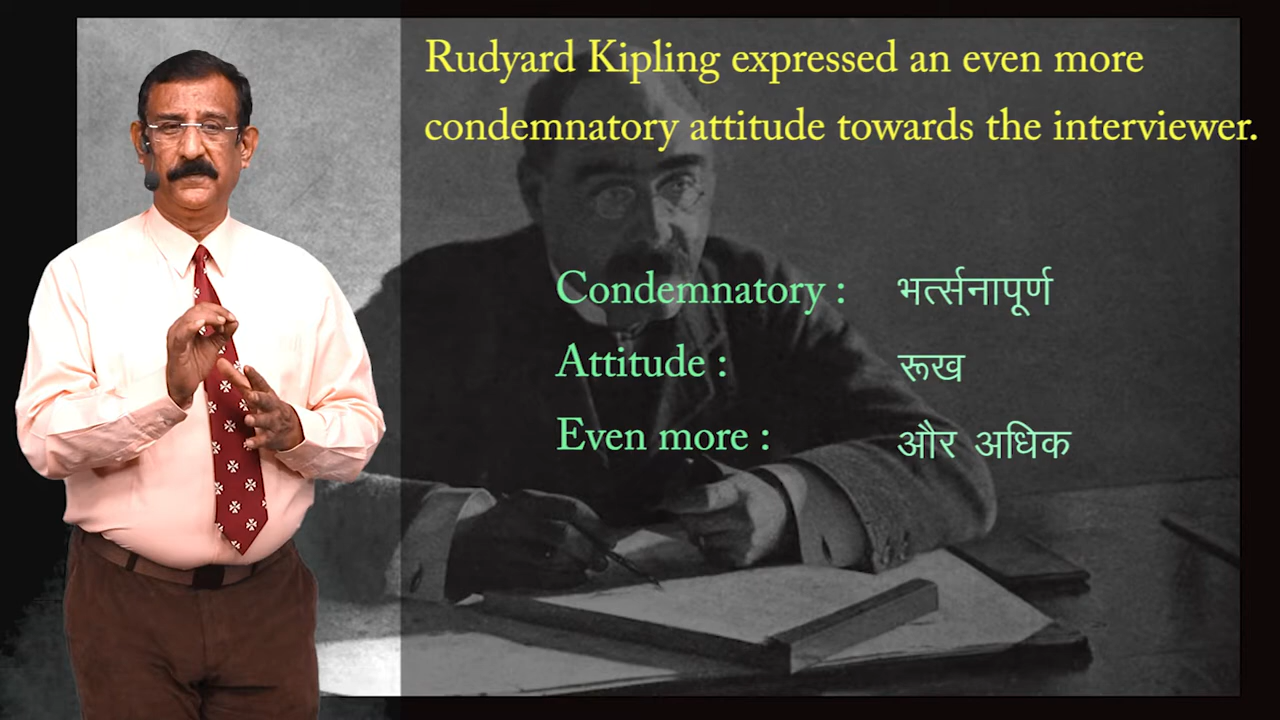 Rudyard Kipling expressed an even more
condemnatory attitude towards the interviewer.
Condemnatory : भर्त्सनापूर्ण
Attitude : रूख
Even more : और अधिक